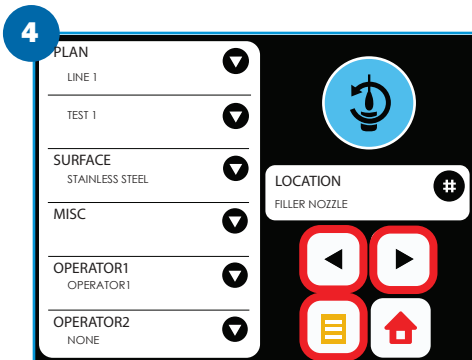 4
PLAN
LINE 1
TEST 1
SURFACE
STAINLESS STEEL
MISC
OPERATOR1
OPERATOR1
OPERATOR2
NONE
LOCATION
#
FILLER NOZZLE